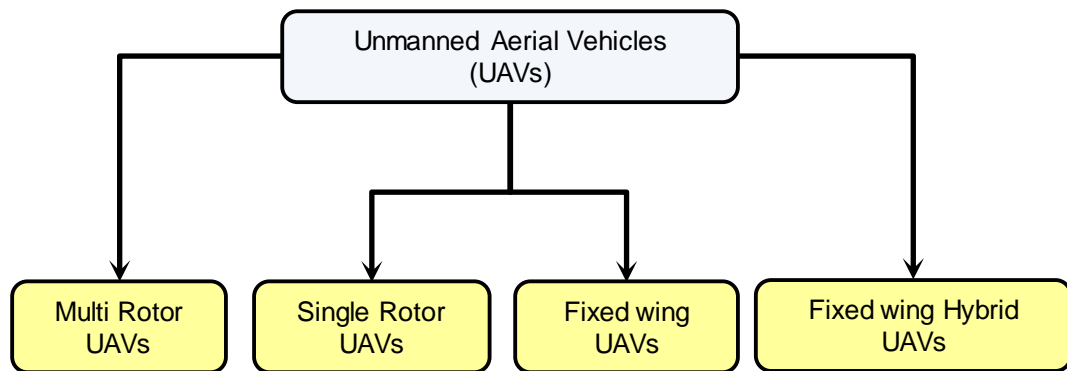 Unmanned Aerial Vehicles
(UAVs)
Multi Rotor
UAVs
Single Rotor
UAVs
Fixed wing
UAVs
Fixed wing Hybrid
UAVs